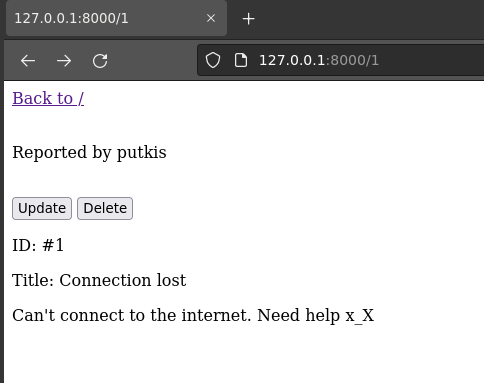 127.0.0.1:8000/1
127.0.0.1:8000/1
Back to /
Reported by putkis
Update Delete
ID: #1
Title: Connection lost
Can't connect to the internet. Need help x_X